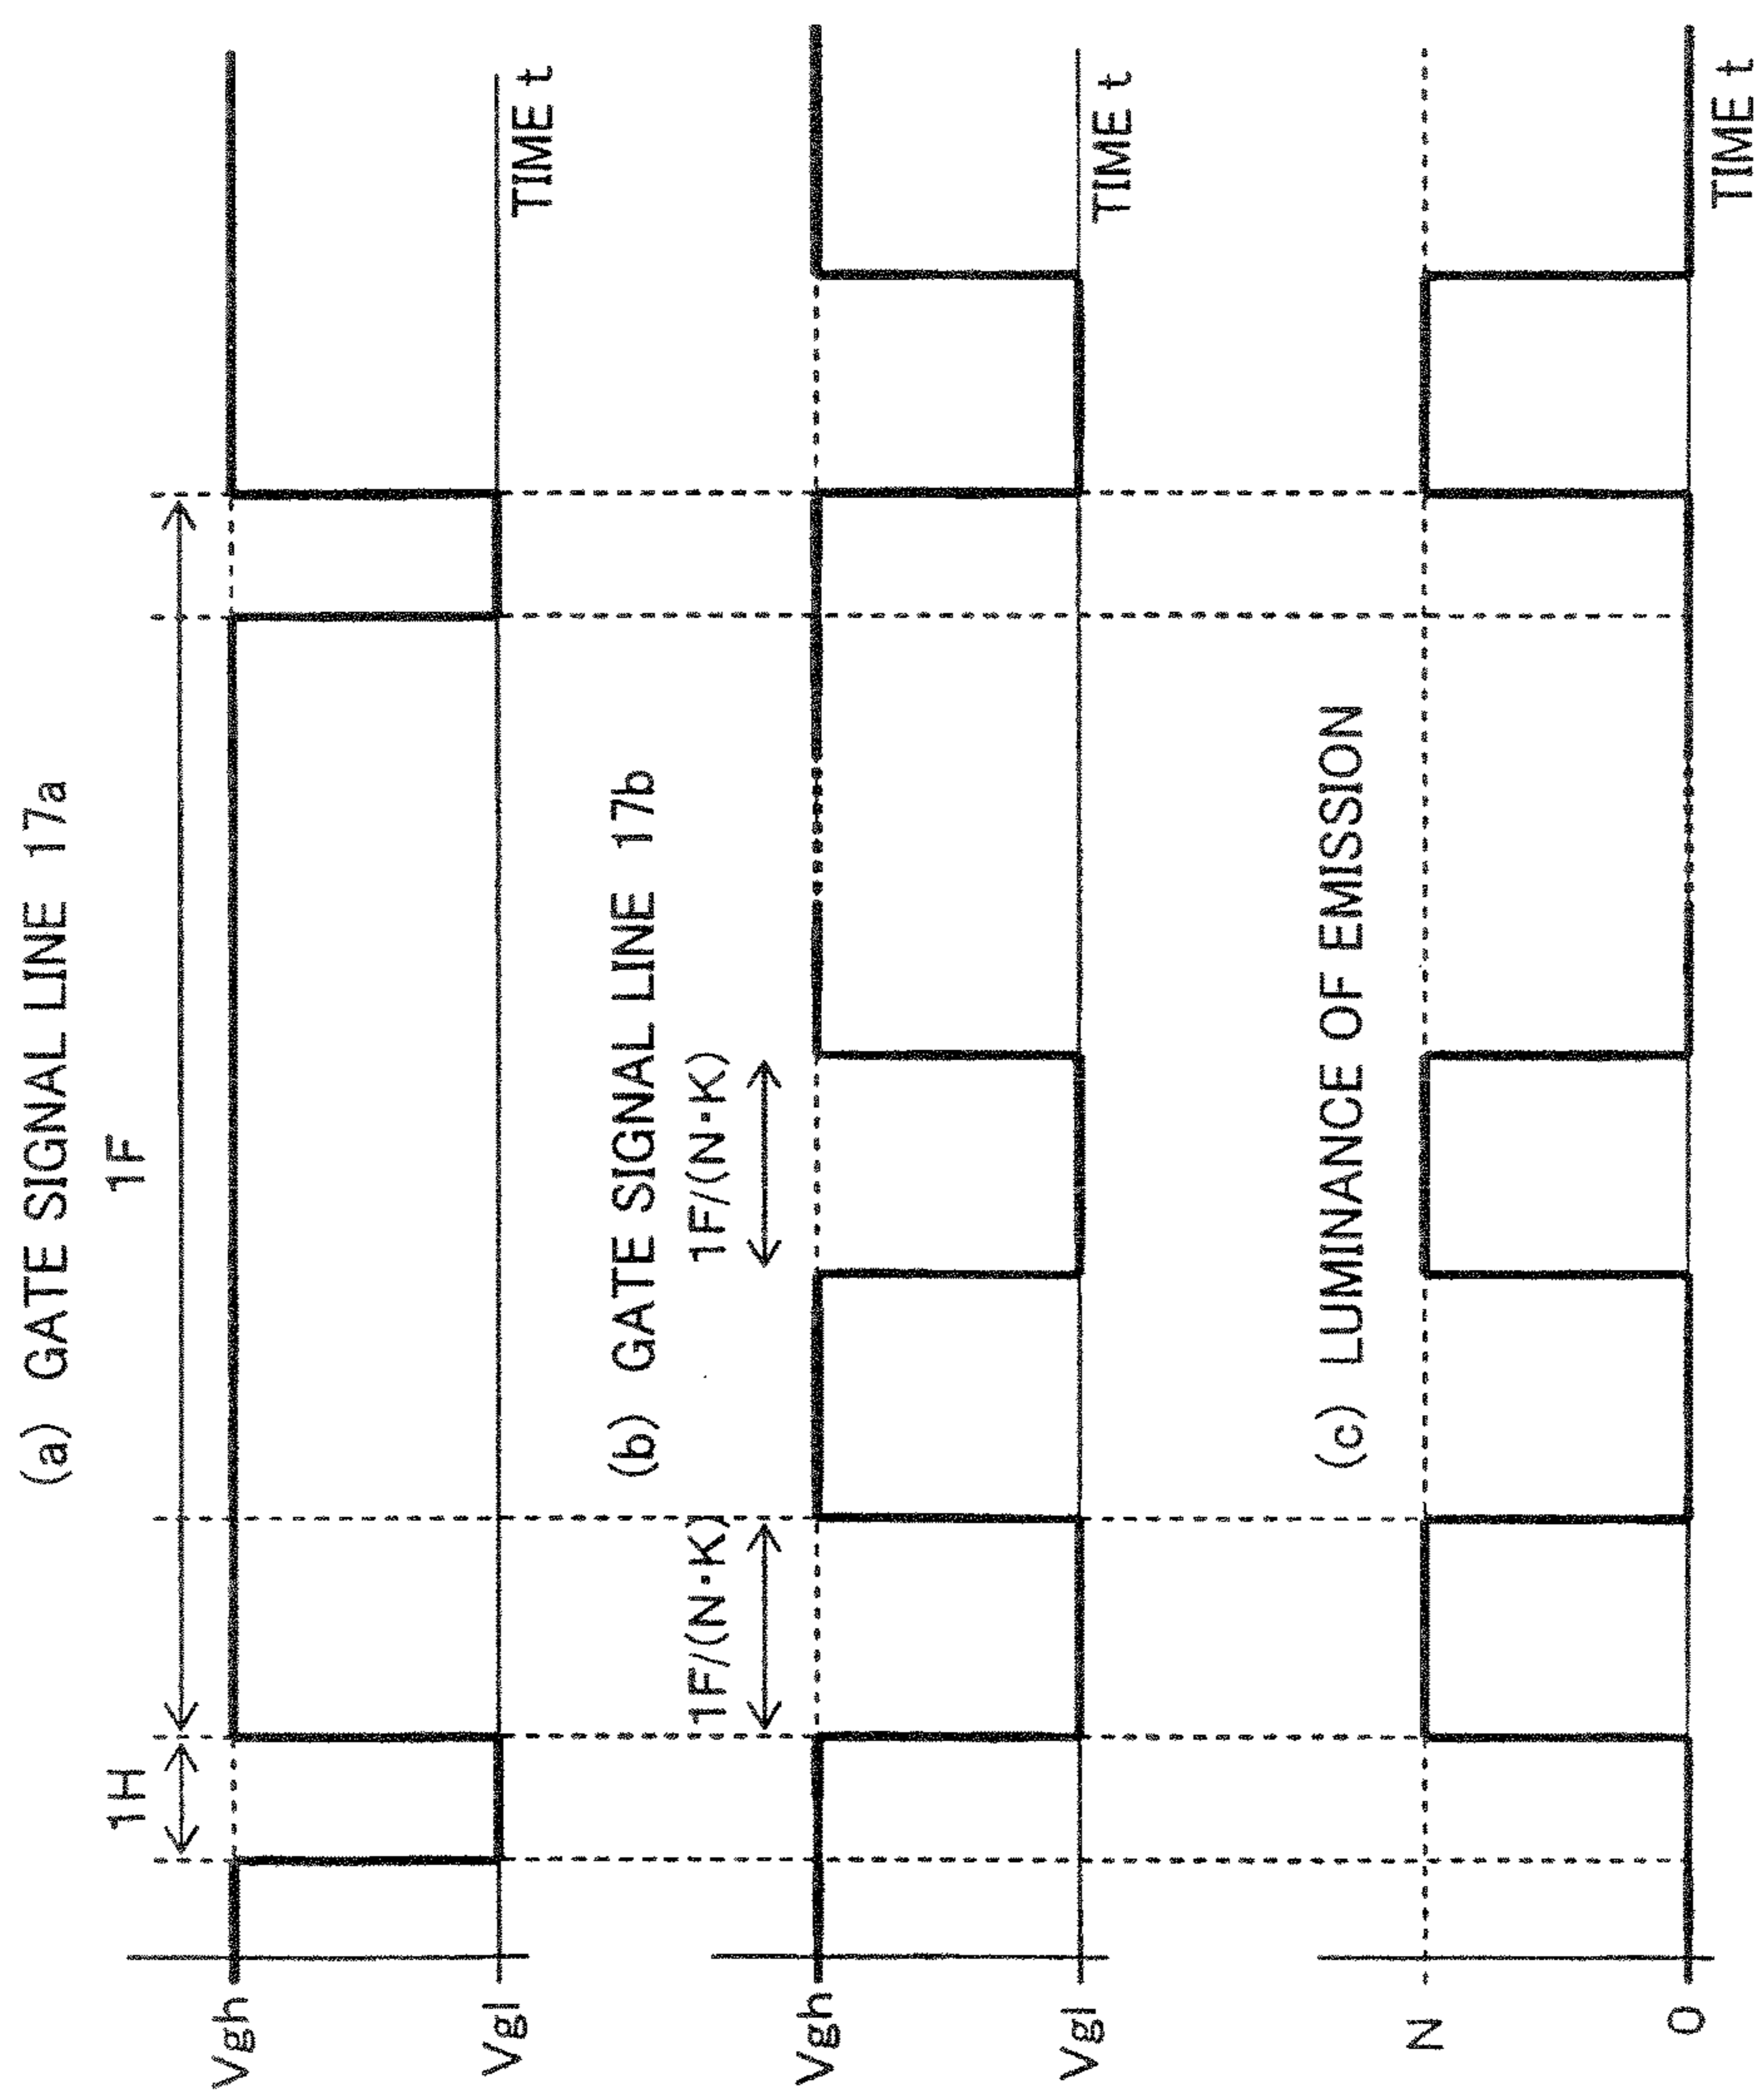 (a) GATE SIGNAL LINE 17a
1H
1F
Vgh
Vgl
TIME t
(b) GATE SIGNAL LINE 17b
1F/(N·K)
1F/(N·K)
Vgh
Vgl
TIME t
(c) LUMINANCE OF EMISSION
N
0
TIME t